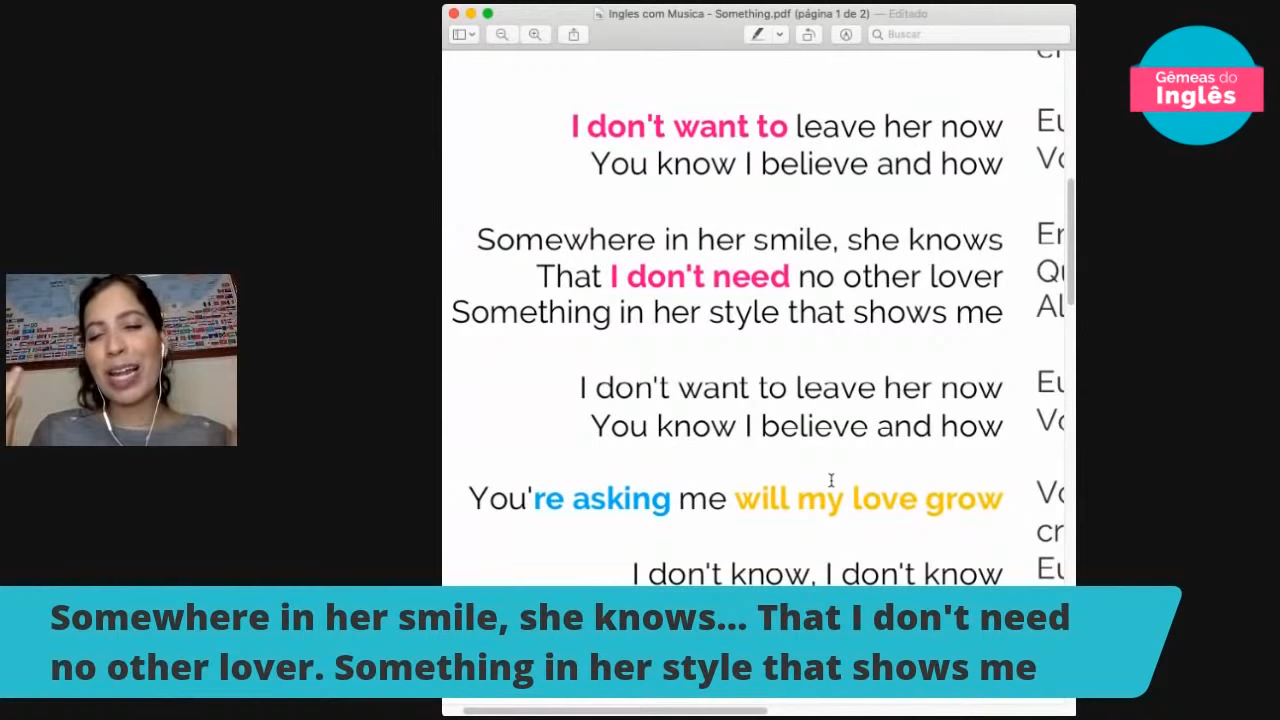 Ingles com Musica - Something.pdf (página 1 de 2) — Editado
Buscar
Gêmeas do
Inglês
I don't want to leave her now
You know I believe and how
Somewhere in her smile, she knows
That I don't need no other lover
Something in her style that shows me
I don't want to leave her now
You know I believe and how
You're asking me will my love grow
I don't know, I don't know
Eu
Vo
Qu
Al
Eu
Vo
Vo
cr
Eu
Somewhere in her smile, she knows... That I don't need
no other lover. Something in her style that shows me